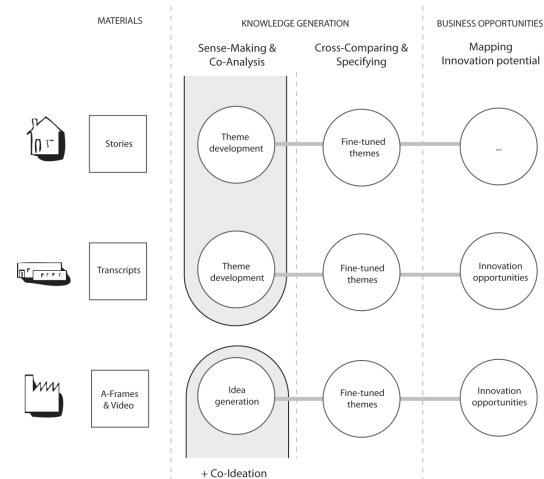 MATERIALS
KNOWLEDGE GENERATION
BUSINESS OPPORTUNITIES
Sense-Making &
Co-Analysis
Cross-Comparing &
Specifying
Mapping
Innovation potential
Stories
Theme
development
Fine-tuned
themes
...
Transcripts
Theme
development
Fine-tuned
themes
Innovation
opportunities
A-Frames
& Video
Idea
generation
Fine-tuned
themes
Innovation
opportunities
+ Co-Ideation